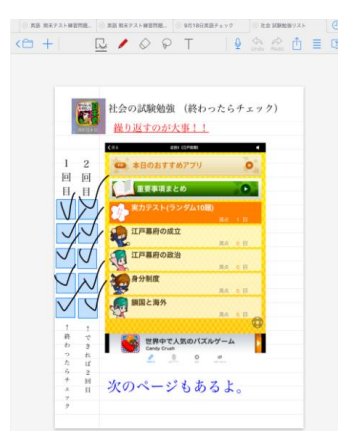 英語 期末テスト練習問題...
英語 期末テスト練習問題...
9月18日英語チェック
社会 試験勉強リスト
T
社会の試験勉強 (終わったらチェック)
繰り返すのが大事!!
本日のおすすめアプリ
重要事項まとめ
実力テスト(ランダム10題)
江戸幕府の成立
江戸幕府の政治
身分制度
鎖国と海外
世界中で人気のパズルゲーム
Candy Crush
1回目
2回目
↑終わったらチェック
↑できれば2回目
次のページもあるよ。